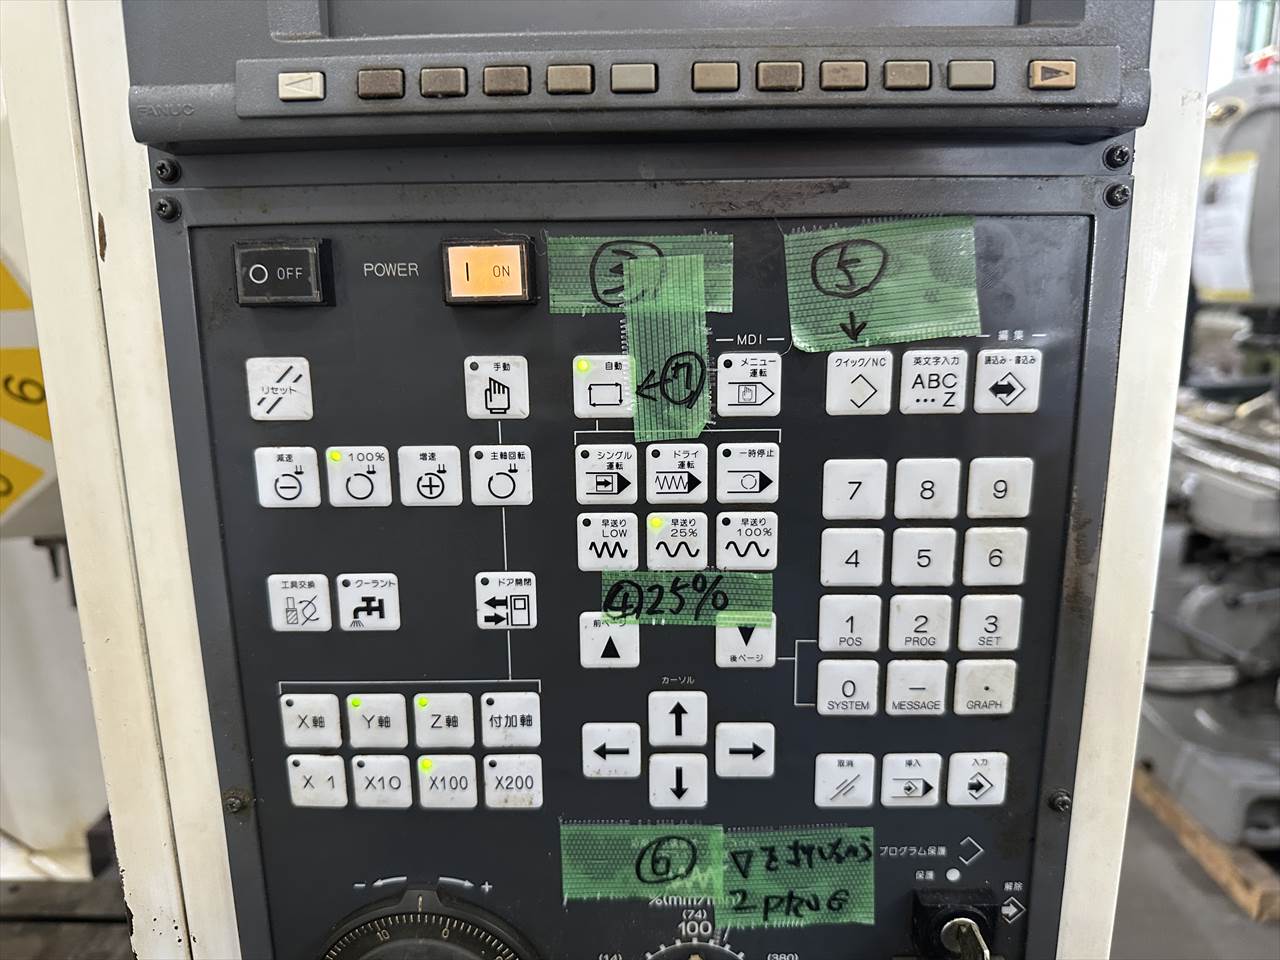 FANUC
OFF
POWER
ON
③
⑤
↓
MDI
編集
リセット
手動
自動
←⑦
メニュー
運転
クイック/NC
英文字入力
ABC
...Z
読込み・書込み
減速
100%
増速
主軸回転
シングル
運転
ドライ
運転
一時停止
7
8
9
早送り
LOW
早送り
25%
早送り
100%
4
5
6
工具交換
クーラント
ドア開閉
④25%
前ページ
後ページ
1
POS
2
PROG
3
SET
0
SYSTEM
-
MESSAGE
.
GRAPH
カーソル
X軸
Y軸
Z軸
付加軸
X 1
X10
X100
X200
取消
挿入
入力
⑥
プログラム保護
保護
解除
- +
10
0
(74)
100
(14)
(380)
6